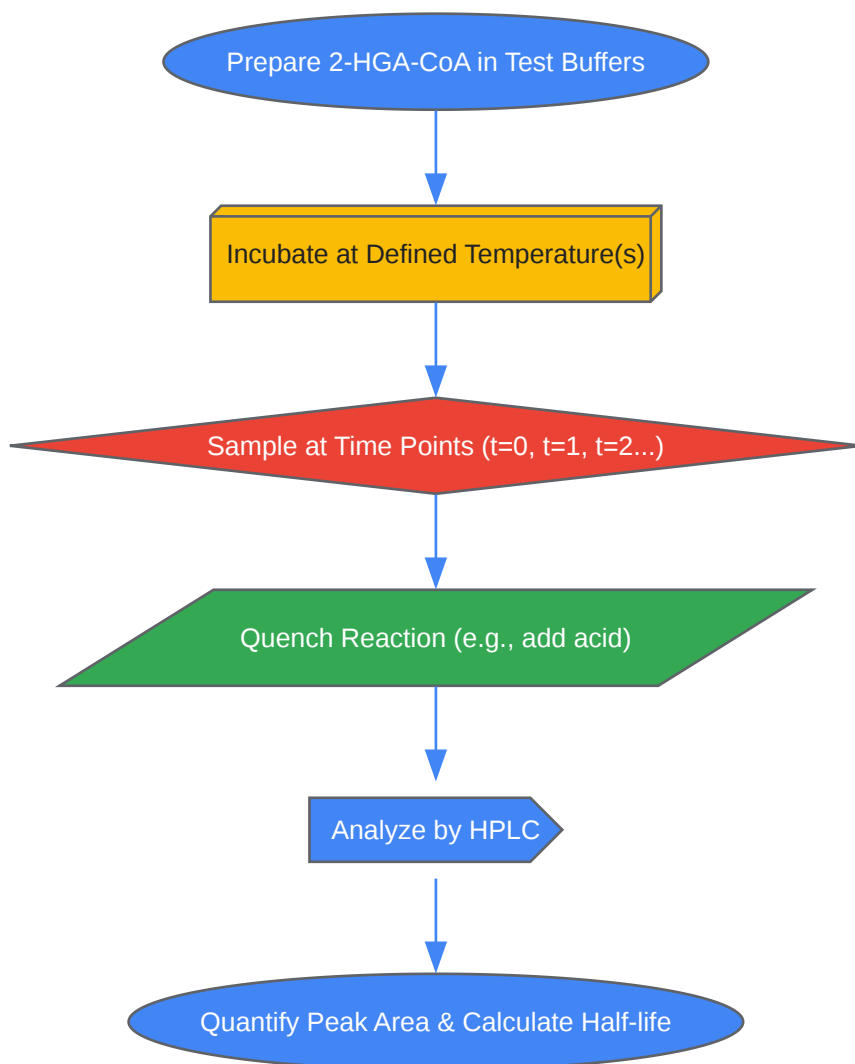 Prepare 2-HGA-CoA in Test Buffers
Incubate at Defined Temperature(s)
Sample at Time Points (t=0, t=1, t=2...)
Quench Reaction (e.g., add acid)
Analyze by HPLC
Quantify Peak Area & Calculate Half-life